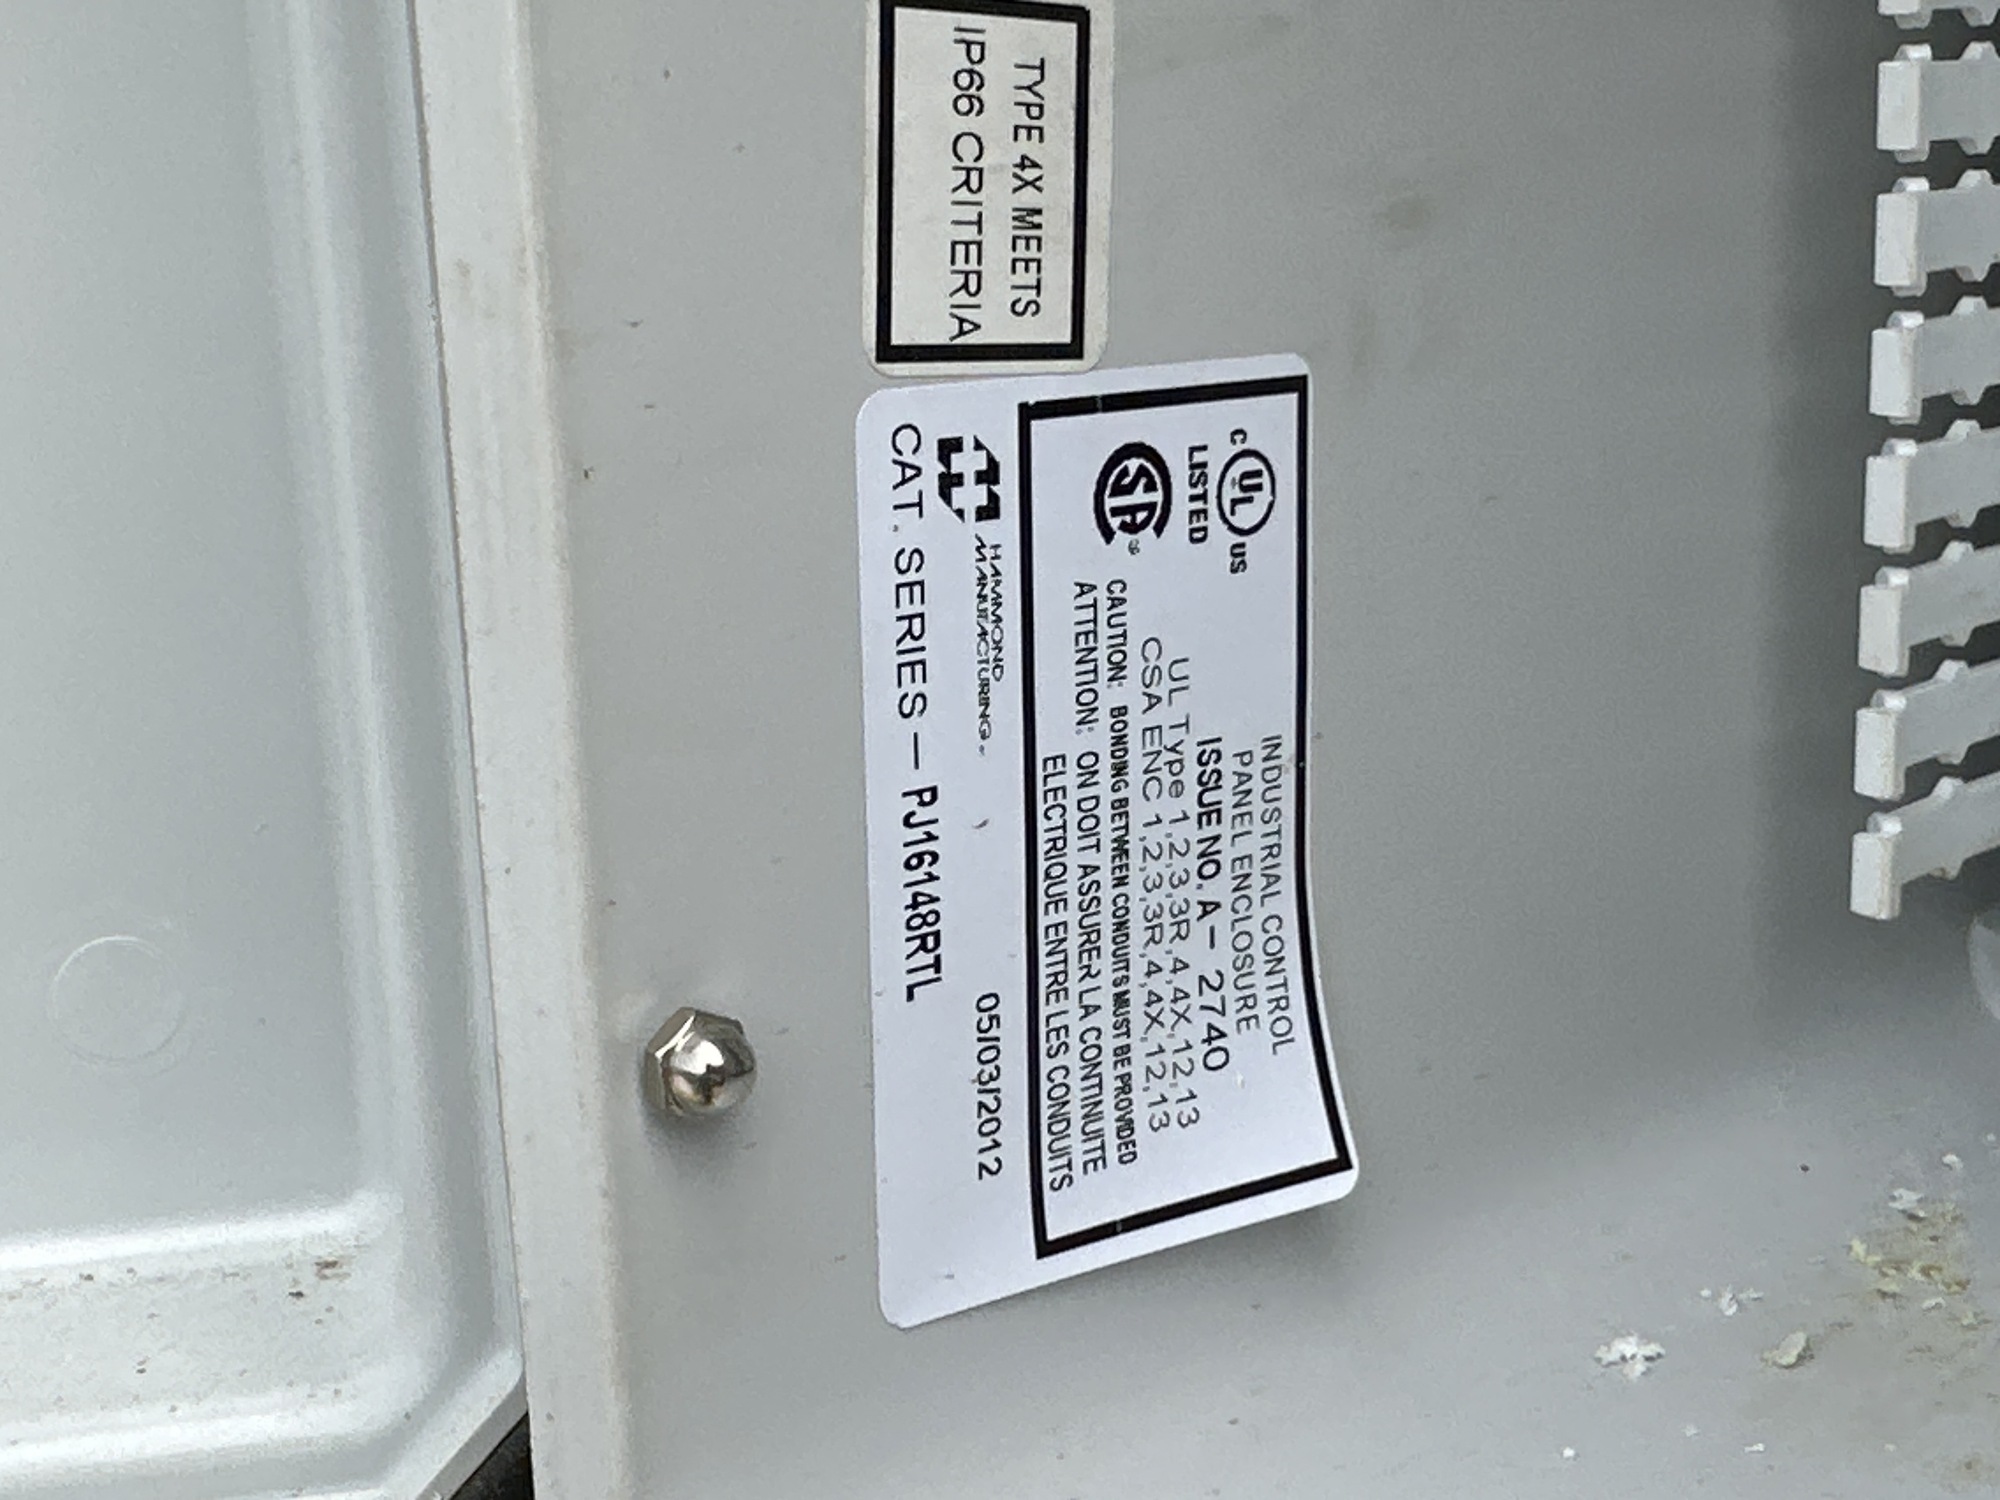 TYPE 4X MEETS
IP66 CRITERIA
C UL US
LISTED
INDUSTRIAL CONTROL
PANEL ENCLOSURE
ISSUE NO. A- 2740
UL Type 1,2,3,3R,4,4X,12,13
CSA ENC 1,2,3,3R,4,4X,12,13
SA
CAUTION: BONDING BETWEEN CONDUITS MUST BE PROVIDED
ATTENTION: ON DOIT ASSURER LA CONTINUITE
ELECTRIQUE ENTRE LES CONDUITS
HAMMOND
MANUFACTURING
05/03/2012
CAT. SERIES — PJ16148RTL